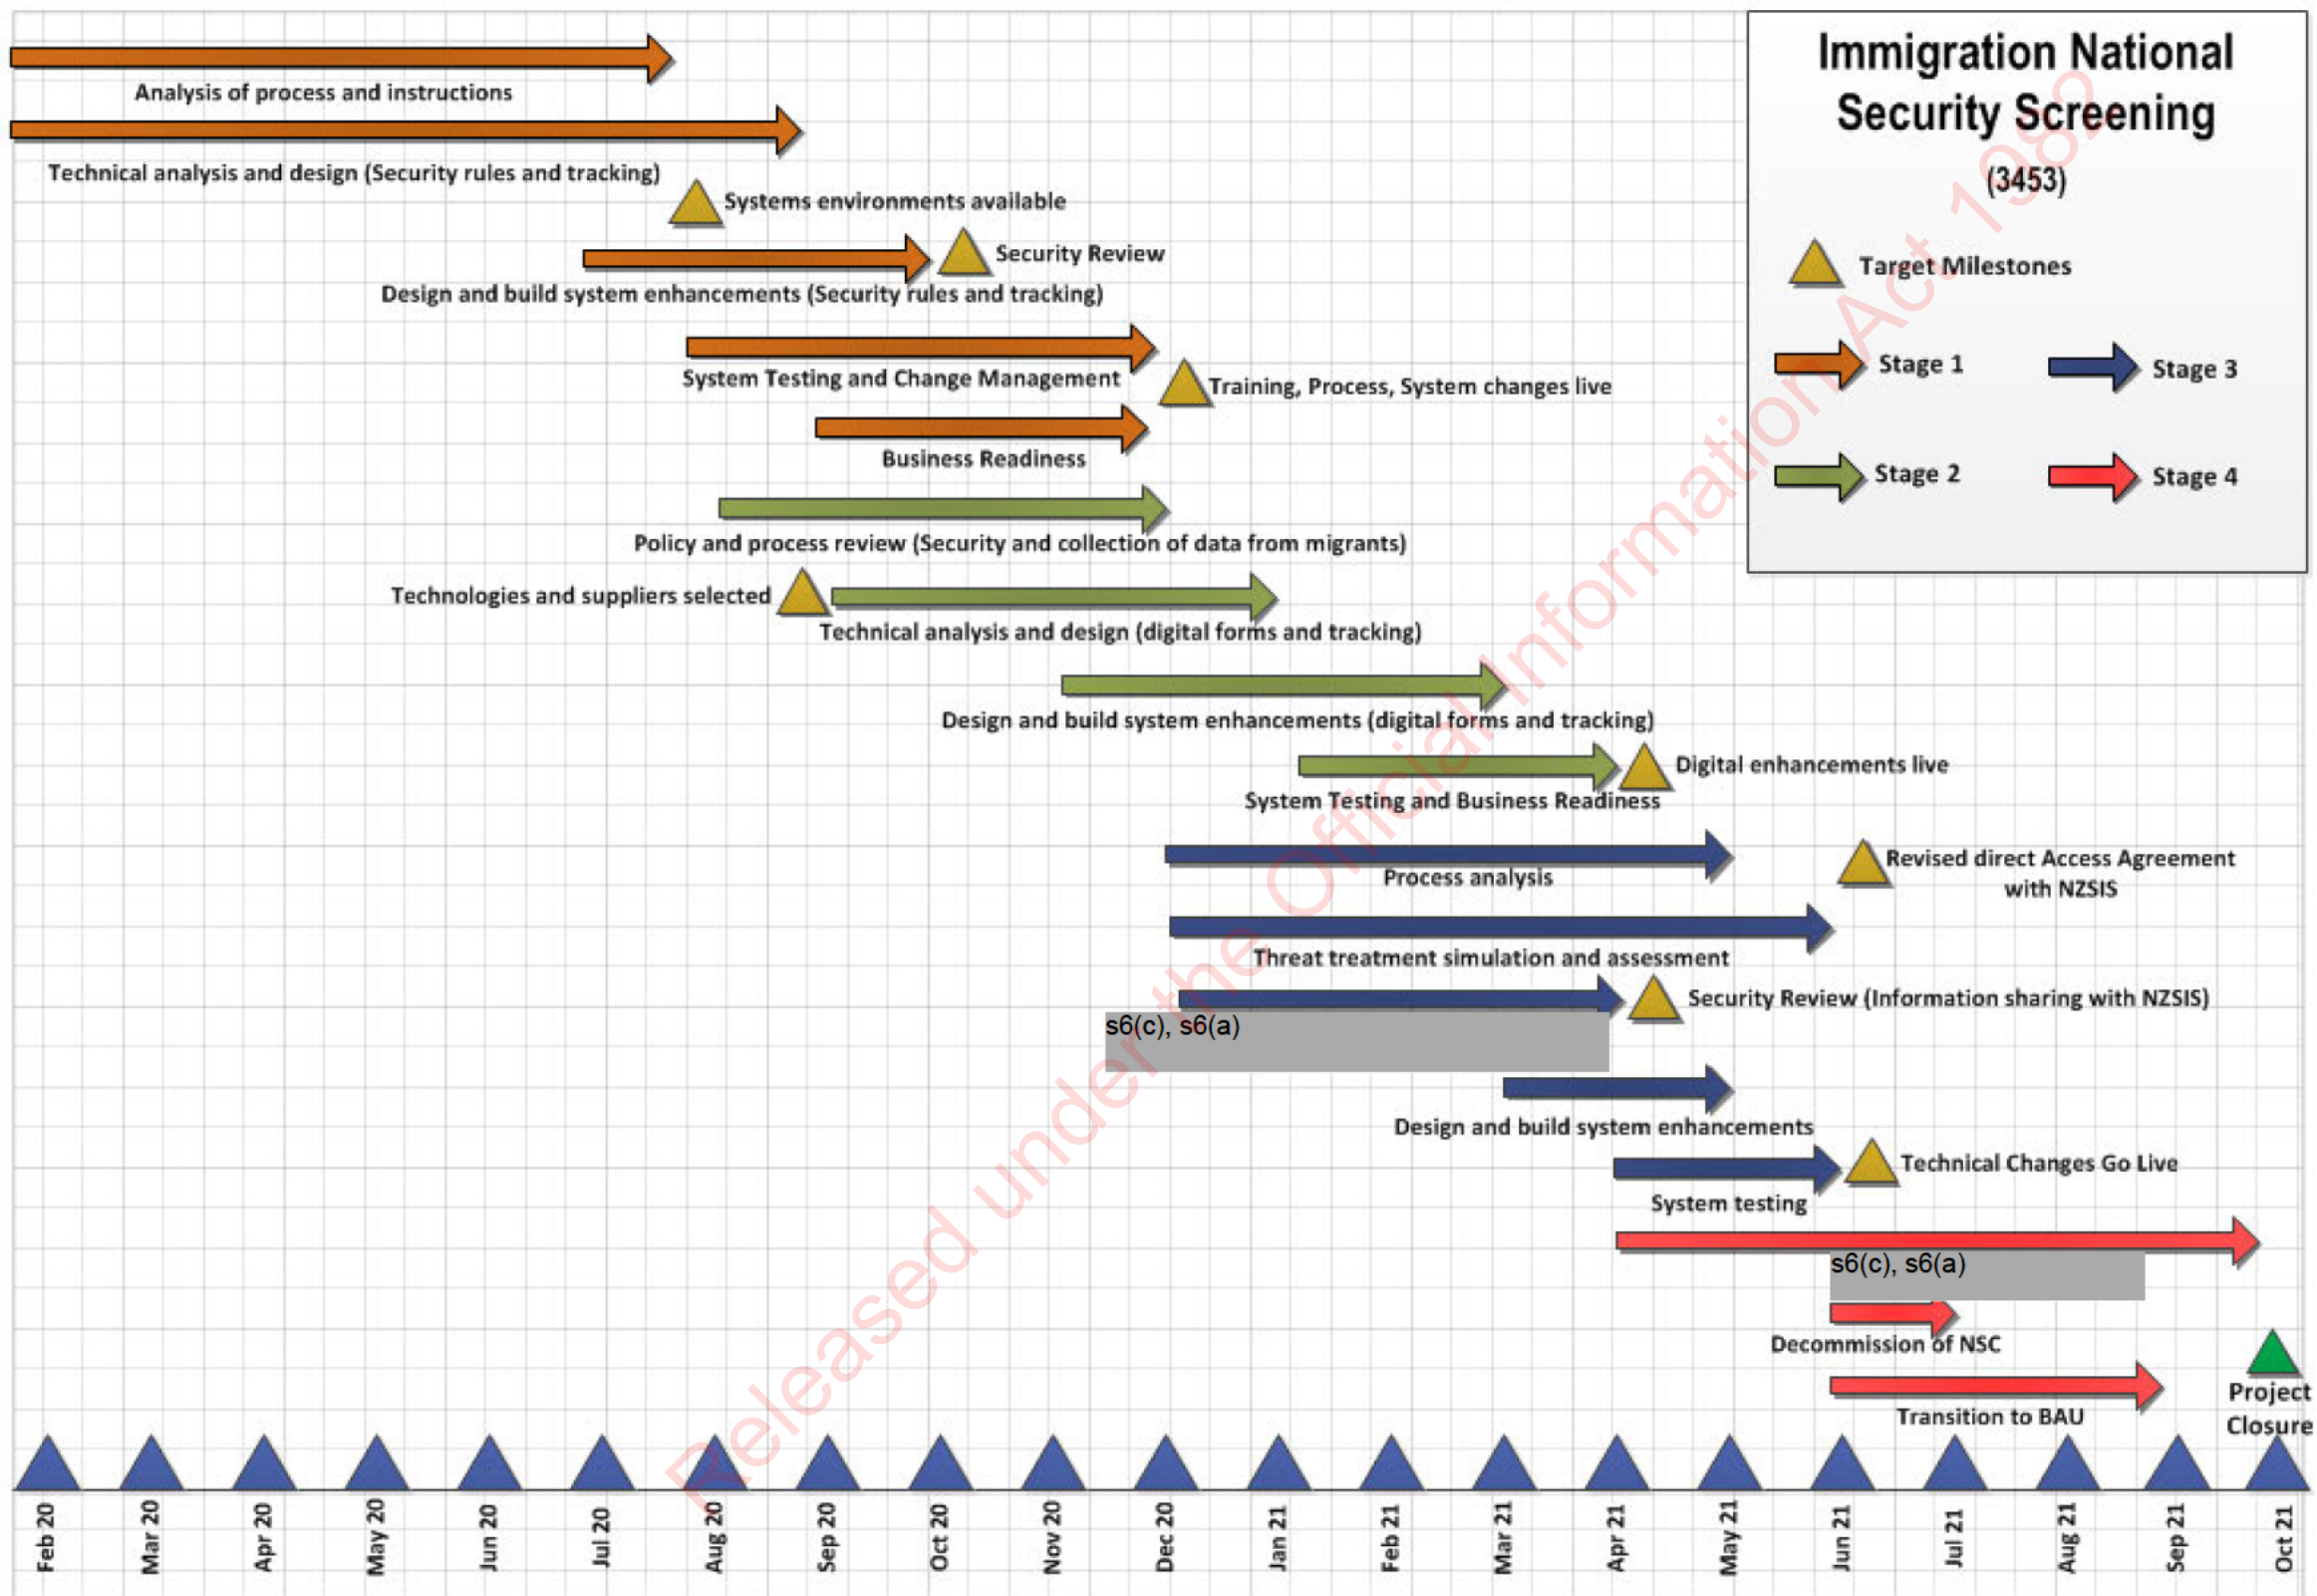 Immigration National
Security Screening
(3453)
Target Milestones
Stage 1
Stage 3
Stage 2
Stage 4
Analysis of process and instructions
Technical analysis and design (Security rules and tracking)
Systems environments available
Security Review
Design and build system enhancements (Security rules and tracking)
System Testing and Change Management
Training, Process, System changes live
Business Readiness
Policy and process review (Security and collection of data from migrants)
Technologies and suppliers selected
Technical analysis and design (digital forms and tracking)
Design and build system enhancements (digital forms and tracking)
Digital enhancements live
System Testing and Business Readiness
Revised direct Access Agreement
with NZSIS
Process analysis
Threat treatment simulation and assessment
Security Review (Information sharing with NZSIS)
s6(c), s6(a)
Design and build system enhancements
Technical Changes Go Live
System testing
s6(c), s6(a)
Decommission of NSC
Project
Closure
Transition to BAU
Feb 20
Mar 20
Apr 20
May 20
Jun 20
Jul 20
Aug 20
Sep 20
Oct 20
Nov 20
Dec 20
Jan 21
Feb 21
Mar 21
Apr 21
May 21
Jun 21
Jul 21
Aug 21
Sep 21
Oct 21
Released under the Official Information Act 1982